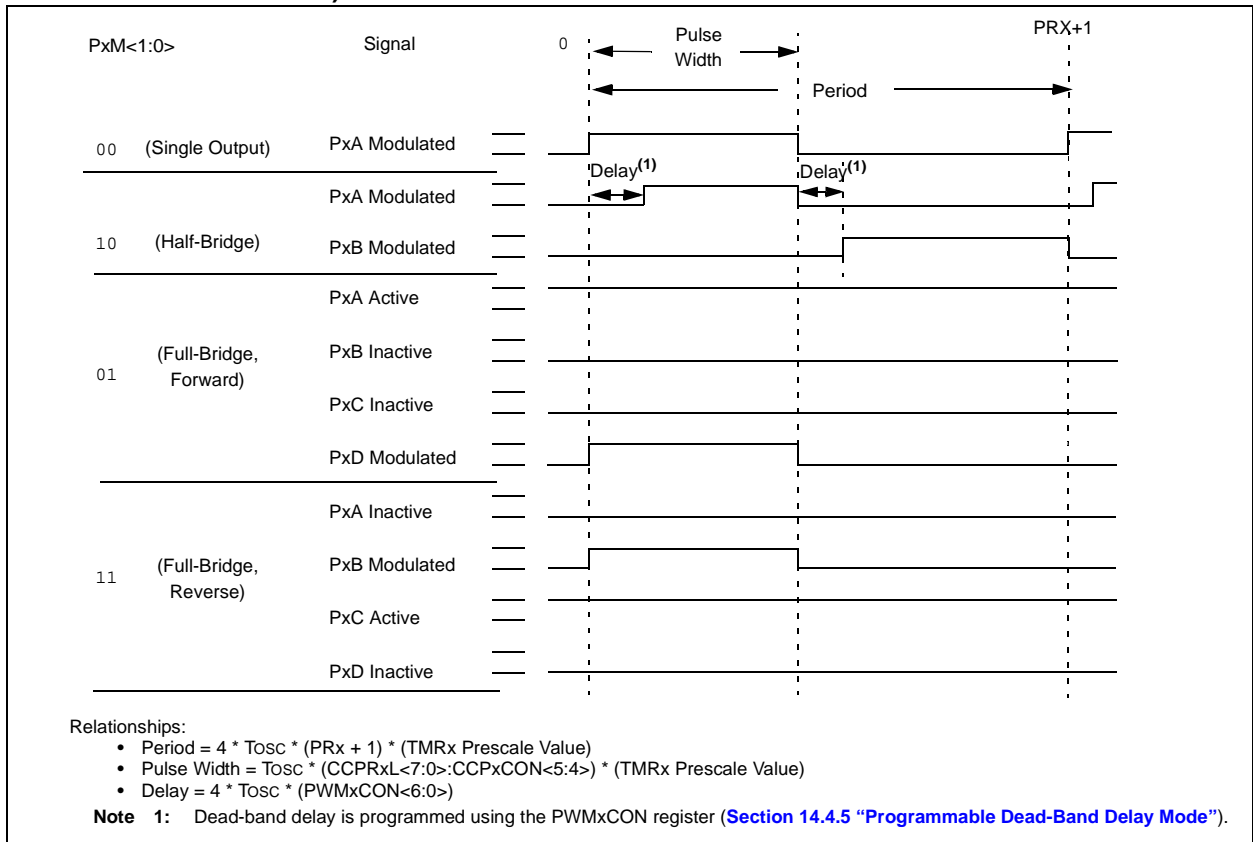 PxM<1:0> Signal 0 Pulse Width PRX+1
Period
00 (Single Output) PxA Modulated
Delay(1) Delay(1)
PxA Modulated
10 (Half-Bridge) PxB Modulated
PxA Active
01 (Full-Bridge, Forward) PxB Inactive
PxC Inactive
PxD Modulated
PxA Inactive
11 (Full-Bridge, Reverse) PxB Modulated
PxC Active
PxD Inactive
Relationships:
• Period = 4 * TOSC * (PRx + 1) * (TMRx Prescale Value)
• Pulse Width = TOSC * (CCPRxL<7:0>:CCPxCON<5:4>) * (TMRx Prescale Value)
• Delay = 4 * TOSC * (PWMxCON<6:0>)
Note 1: Dead-band delay is programmed using the PWMxCON register (Section 14.4.5 “Programmable Dead-Band Delay Mode”).